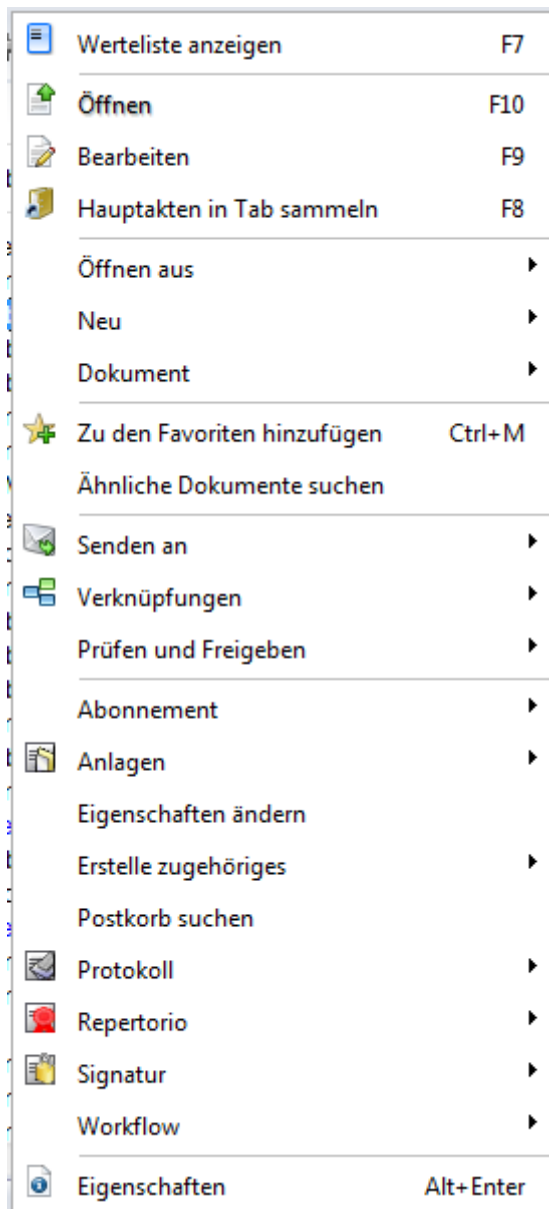 Werteliste anzeigen F7
Öffnen F10
Bearbeiten F9
Hauptakten in Tab sammeln F8
Öffnen aus
Neu
Dokument
Zu den Favoriten hinzufügen Ctrl+M
Ähnliche Dokumente suchen
Senden an
Verknüpfungen
Prüfen und Freigeben
Abonnement
Anlagen
Eigenschaften ändern
Erstelle zugehöriges
Postkorb suchen
Protokoll
Repertorio
Signatur
Workflow
Eigenschaften Alt+Enter